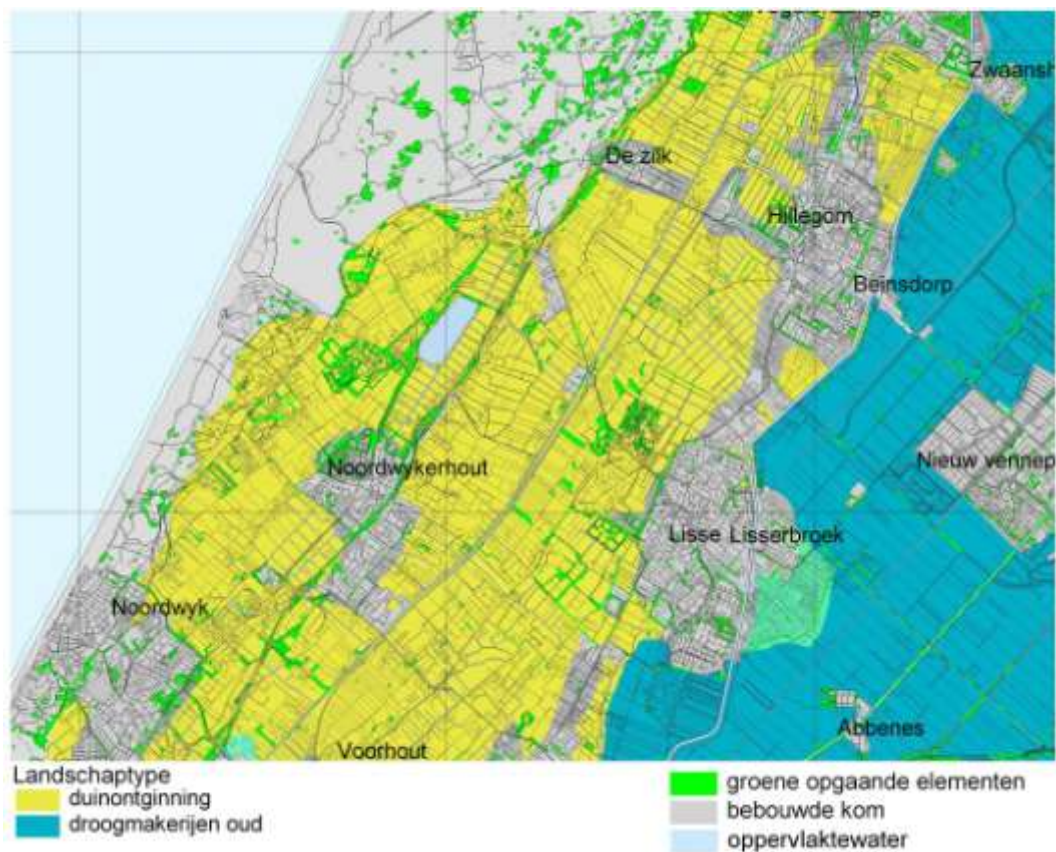 Zwaansh
De zilk
Hillegom
Beinsdorp
Nieuw vennep
Noordwykerhout
Lisse Lisserbroek
Noordwyk
Abbenes
Voorhout
Landschaptype
duinontginning
droogmakerijen oud
groene opgaande elementen
bebouwde kom
oppervlaktewater